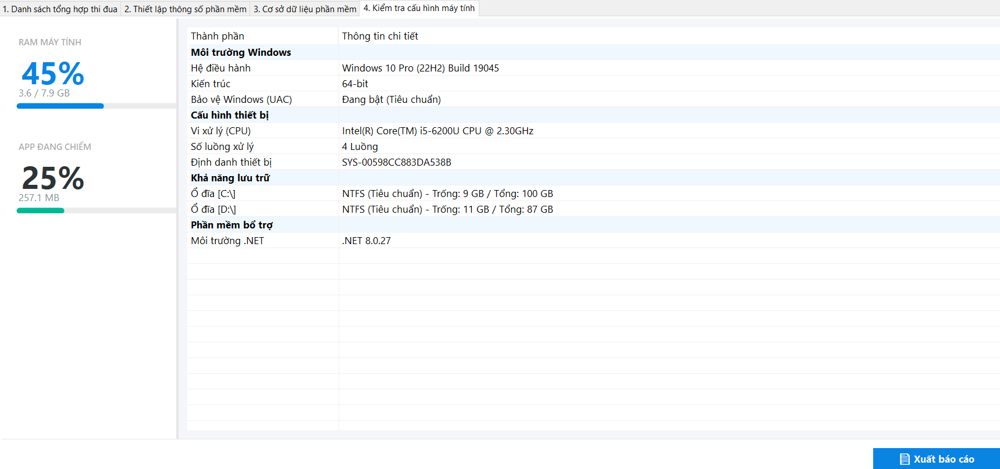 1. Danh sách tổng hợp thi đua 2. Thiết lập thông số phần mềm 3. Cơ sở dữ liệu phần mềm 4. Kiểm tra cấu hình máy tính
RAM MÁY TÍNH
45%
3.6 / 7.9 GB
APP ĐANG CHIẾM
25%
257.1 MB
Thành phần Thông tin chi tiết
Môi trường Windows
Hệ điều hành Windows 10 Pro (22H2) Build 19045
Kiến trúc 64-bit
Bảo vệ Windows (UAC) Đang bật (Tiêu chuẩn)
Cấu hình thiết bị
Vi xử lý (CPU) Intel(R) Core(TM) i5-6200U CPU @ 2.30GHz
Số luồng xử lý 4 Luồng
Định danh thiết bị SYS-00598CC883DA538B
Khả năng lưu trữ
Ổ đĩa [C:\] NTFS (Tiêu chuẩn) - Trống: 9 GB / Tổng: 100 GB
Ổ đĩa [D:\] NTFS (Tiêu chuẩn) - Trống: 11 GB / Tổng: 87 GB
Phần mềm bổ trợ
Môi trường .NET .NET 8.0.27
Xuất báo cáo